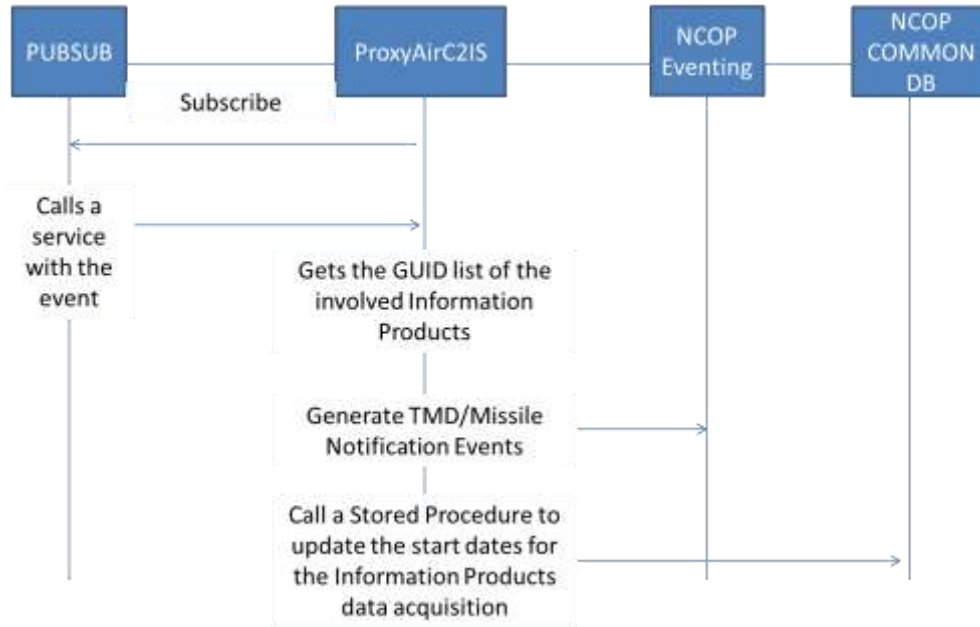 PUBSUB
ProxyAirC2IS
NCOP
Eventing
NCOP
COMMON
DB
Subscribe
Calls a
service
with the
event
Gets the GUID list of the
involved Information
Products
Generate TMD/Missile
Notification Events
Call a Stored Procedure to
update the start dates for
the Information Products
data acquisition